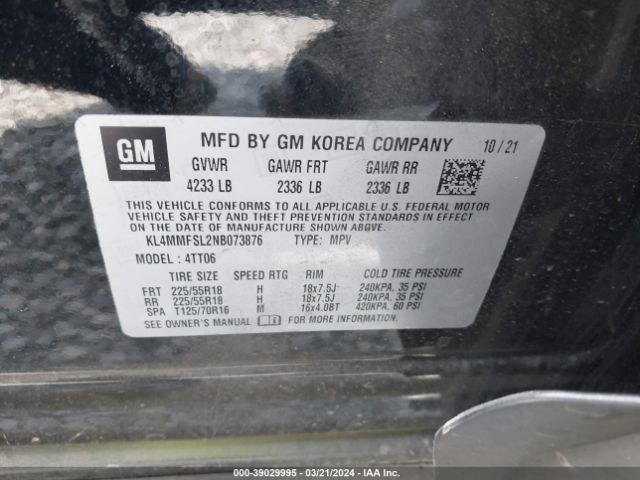 GM
MFD BY GM KOREA COMPANY 10 / 21
GVWR GAWR FRT GAWR RR
4233 LB 2336 LB 2336 LB
THIS VEHICLE CONFORMS TO ALL APPLICABLE U.S. FEDERAL MOTOR
VEHICLE SAFETY AND THEFT PREVENTION STANDARDS IN EFFECT
ON THE DATE OF MANUFACTURE SHOWN ABOVE.
KL4MMFSL2NB073876 TYPE: MPV
MODEL : 4TT06
TIRE SIZE SPEED RTG RIM COLD TIRE PRESSURE
FRT 225/55R18 H 18x7.5J 240KPA, 35 PSI
RR 225/55R18 H 18x7.5J 240KPA, 35 PSI
SPA T125/70R16 M 16x4.0BT 420KPA, 60 PSI
SEE OWNER'S MANUAL FOR MORE INFORMATION.
000-39029995 - 03/21/2024 - IAA Inc.